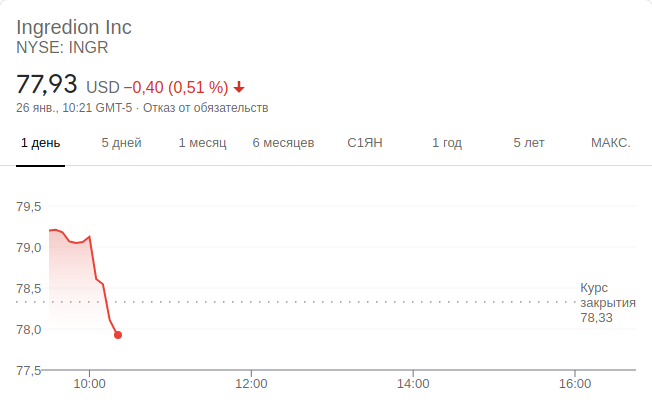 Ingredion Inc
NYSE: INGR
77,93 USD −0,40 (0,51 %)
26 янв., 10:21 GMT-5 · Отказ от обязательств
1 день 5 дней 1 месяц 6 месяцев С1ЯН 1 год 5 лет МАКС.
79,5
79,0
78,5
Курс
закрытия
78,33
78,0
77,5
10:00 12:00 14:00 16:00